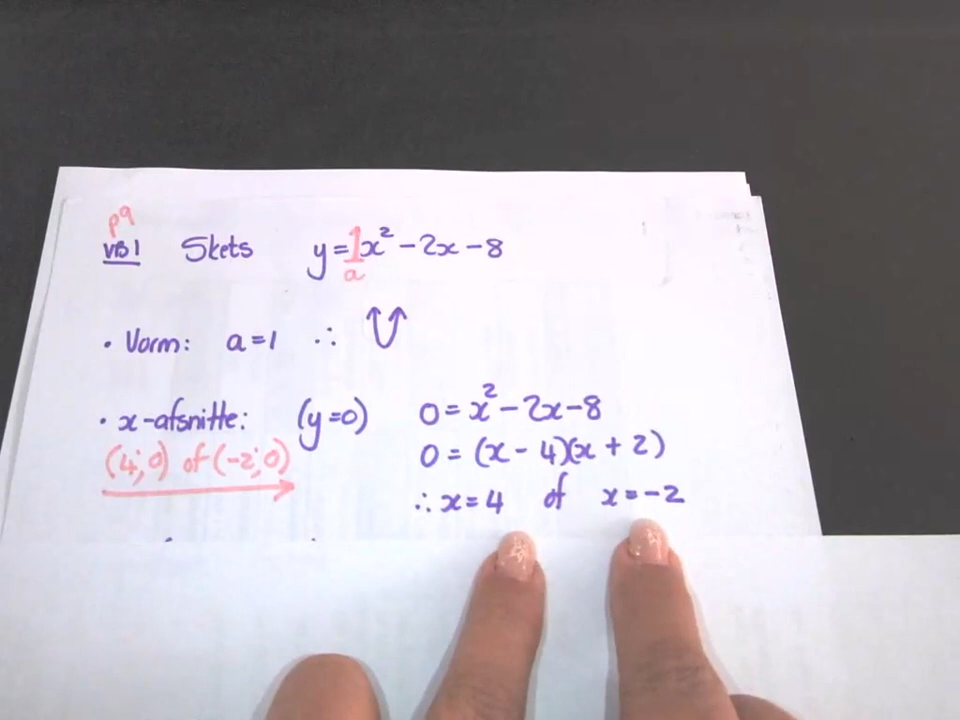 p9
VB1 Skets y = 1x² - 2x - 8
a
• Vorm: a = 1 ∴
• x-afsnitte: (y=0) 0 = x² - 2x - 8
(4;0) of (-2;0) 0 = (x - 4)(x + 2)
∴ x = 4 of x = -2